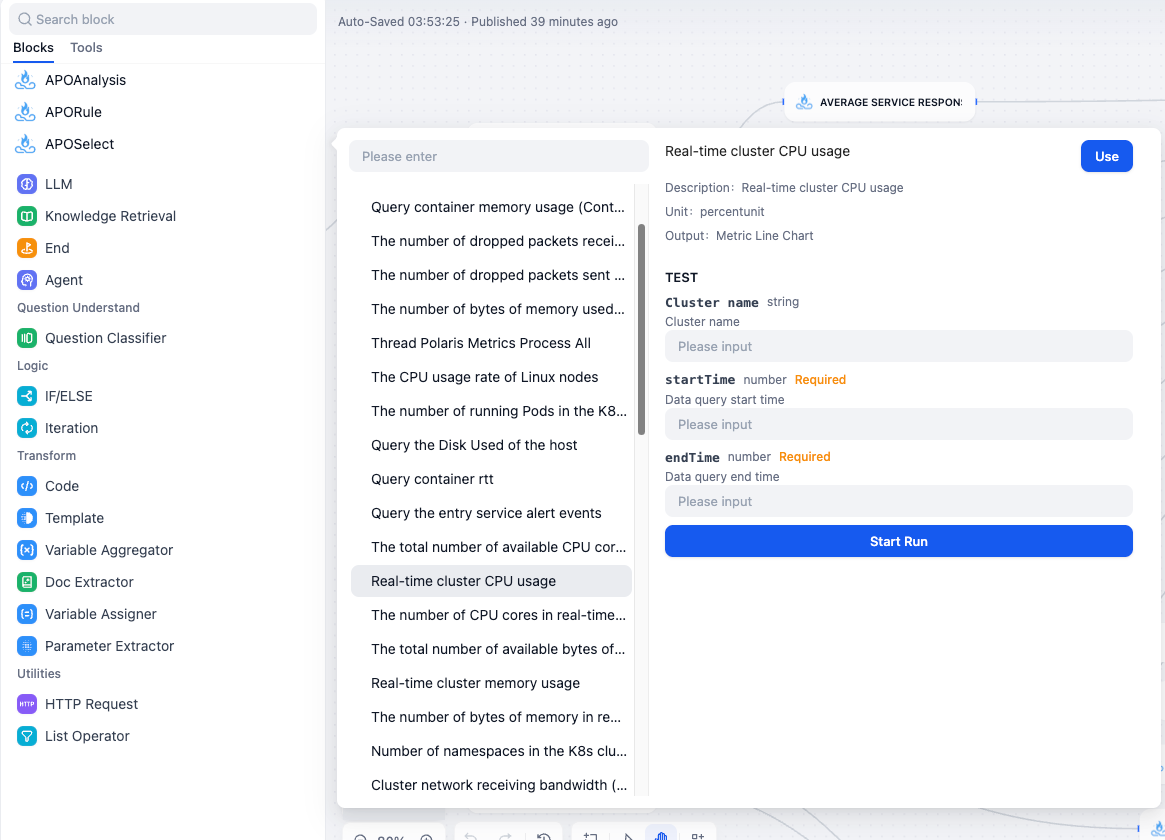 Search block
Blocks Tools
APOAnalysis
APORule
APOSelect
LLM
Knowledge Retrieval
End
Agent
Question Understand
Question Classifier
Logic
IF/ELSE
Iteration
Transform
Code
Template
Variable Aggregator
Doc Extractor
Variable Assigner
Parameter Extractor
Utilities
HTTP HTTP Request
List Operator
Auto-Saved 03:53:25 · Published 39 minutes ago
AVERAGE SERVICE RESPON
Please enter
Query container memory usage (Cont...
The number of dropped packets recei...
The number of dropped packets sent ...
The number of bytes of memory used...
Thread Polaris Metrics Process All
The CPU usage rate of Linux nodes
The number of running Pods in the K8...
Query the Disk Used of the host
Query container rtt
Query the entry service alert events
The total number of available CPU cor...
Real-time cluster CPU usage
The number of CPU cores in real-time...
The total number of available bytes of...
Real-time cluster memory usage
The number of bytes of memory in re...
Number of namespaces in the K8s clu...
Cluster network receiving bandwidth (...
Real-time cluster CPU usage
Use
Description: Real-time cluster CPU usage
Unit: percentunit
Output: Metric Line Chart
TEST
Cluster name string
Cluster name
Please input
startTime number Required
Data query start time
Please input
endTime number Required
Data query end time
Please input
Start Run